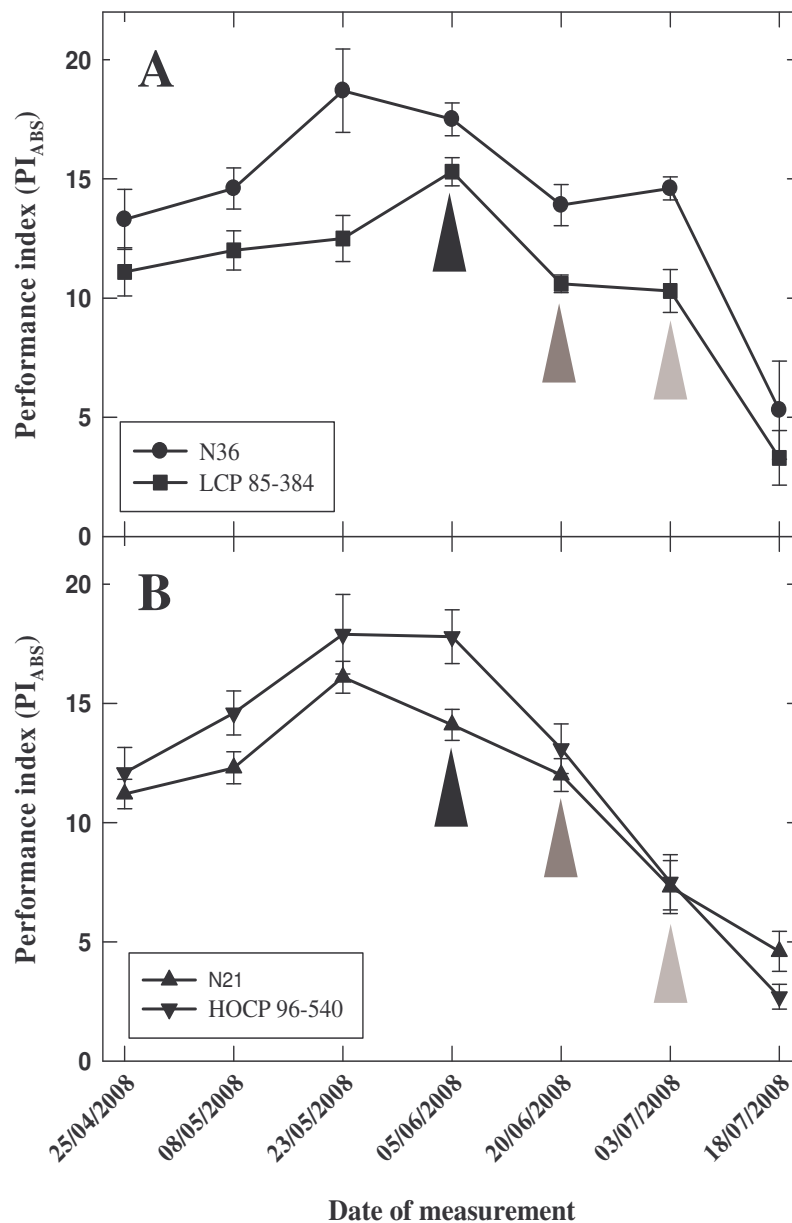 A
20
15
10
5
0
Performance index (PI_ABS)
N36
LCP 85-384
B
20
15
10
5
0
Performance index (PI_ABS)
N21
HOCP 96-540
25/04/2008
08/05/2008
23/05/2008
05/06/2008
20/06/2008
03/07/2008
18/07/2008
Date of measurement